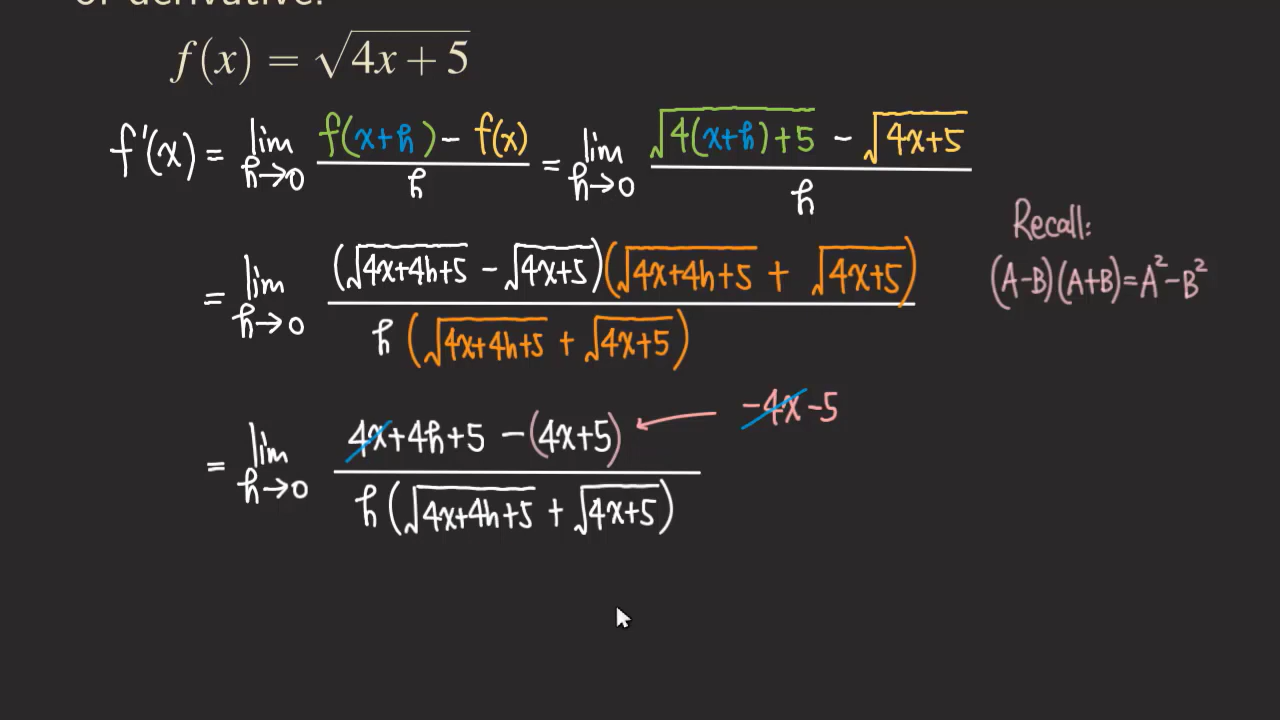 of derivative.
f(x) = √(4x + 5)
f'(x) = lim h→0 (f(x+h) - f(x))/h = lim h→0 (√(4(x+h)+5) - √(4x+5))/h
Recall:
(A-B)(A+B)=A²-B²
= lim h→0 ((√(4x+4h+5) - √(4x+5))(√(4x+4h+5) + √(4x+5)))/(h(√(4x+4h+5) + √(4x+5)))
-4x-5
= lim h→0 (4x+4h+5 -(4x+5))/(h(√(4x+4h+5) + √(4x+5)))